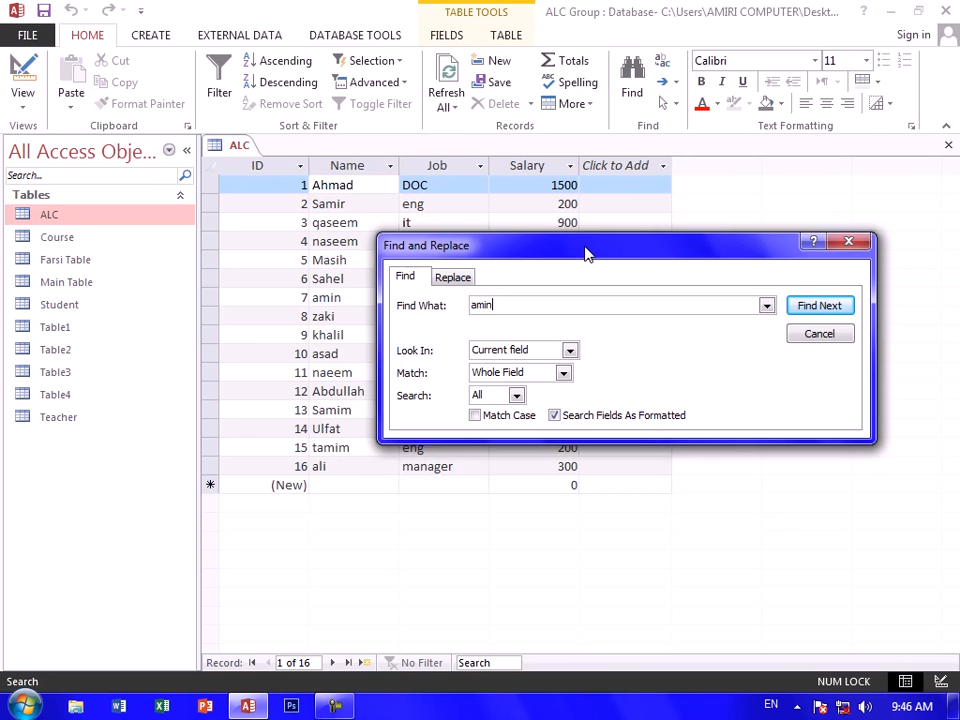 TABLE TOOLS
ALC Group : Database- C:\Users\AMIRI COMPUTER\Deskt...
FILE
HOME
CREATE
EXTERNAL DATA
DATABASE TOOLS
FIELDS
TABLE
Sign in
View
Paste
Cut
Copy
Format Painter
Filter
Ascending
Descending
Remove Sort
Selection
Advanced
Toggle Filter
Refresh All
New
Save
Delete
Totals
Spelling
More
Find
Calibri
11
B I U
Views
Clipboard
Sort & Filter
Records
Find
Text Formatting
All Access Obje...
Search...
Tables
ALC
Course
Farsi Table
Main Table
Student
Table1
Table2
Table3
Table4
Teacher
ALC
ID Name Job Salary Click to Add
1 Ahmad DOC 1500
2 Samir eng 200
3 qaseem it 900
4 naseem
5 Masih
6 Sahel
7 amin
8 zaki
9 khalil
10 asad
11 naeem
12 Abdullah
13 Samim
14 Ulfat
15 tamim eng 200
16 ali manager 300
(New) 0
Find and Replace
Find
Replace
Find What: amin
Find Next
Cancel
Look In: Current field
Match: Whole Field
Search: All
Match Case
Search Fields As Formatted
Record: 1 of 16 No Filter Search
Search
NUM LOCK
EN
9:46 AM